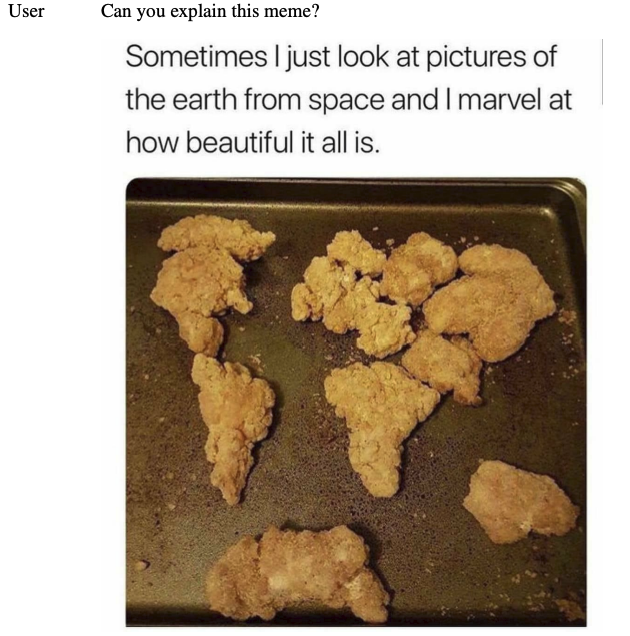 User Can you explain this meme?
Sometimes I just look at pictures of
the earth from space and I marvel at
how beautiful it all is.